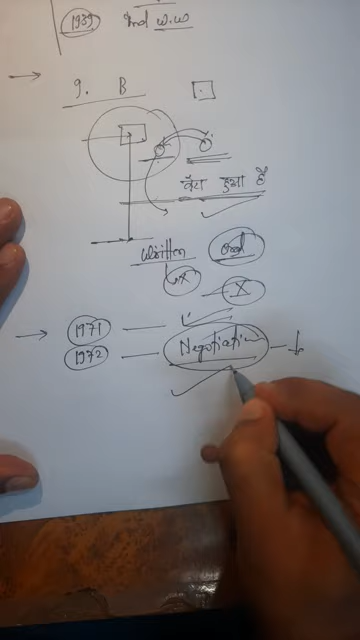 1939
2nd W.W
9. B
बैठा हुआ है
written oral
X X
1971
1972 Negotiation